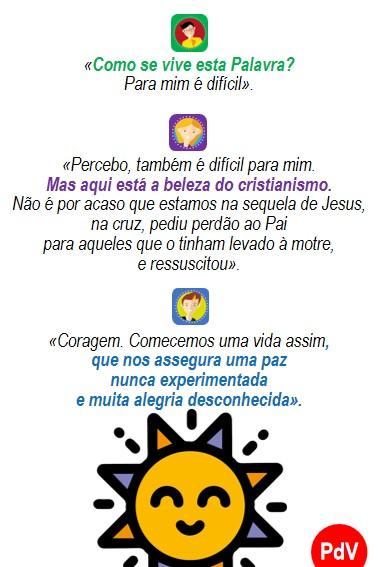 «Como se vive esta Palavra?
Para mim é difícil».
«Percebo, também é difícil para mim.
Mas aqui está a beleza do cristianismo.
Não é por acaso que estamos na sequela de Jesus,
na cruz, pediu perdão ao Pai
para aqueles que o tinham levado à motre,
e ressuscitou».
«Coragem. Comecemos uma vida assim,
que nos assegura uma paz
nunca experimentada
e muita alegria desconhecida».
PdV